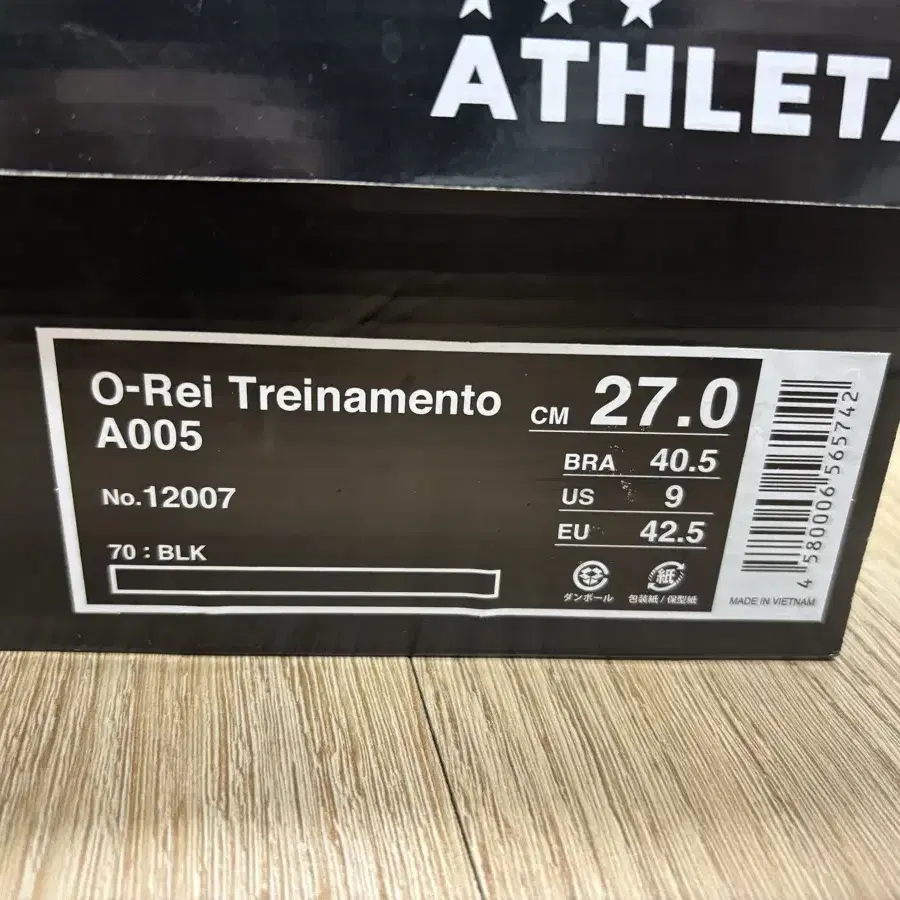 ATHLETA
O-Rei Treinamento
A005
No.12007
70 : BLK
CM 27.0
BRA 40.5
US 9
EU 42.5
紙
ダンボール 包装紙 / 保型紙
4 580006 565742
MADE IN VIETNAM